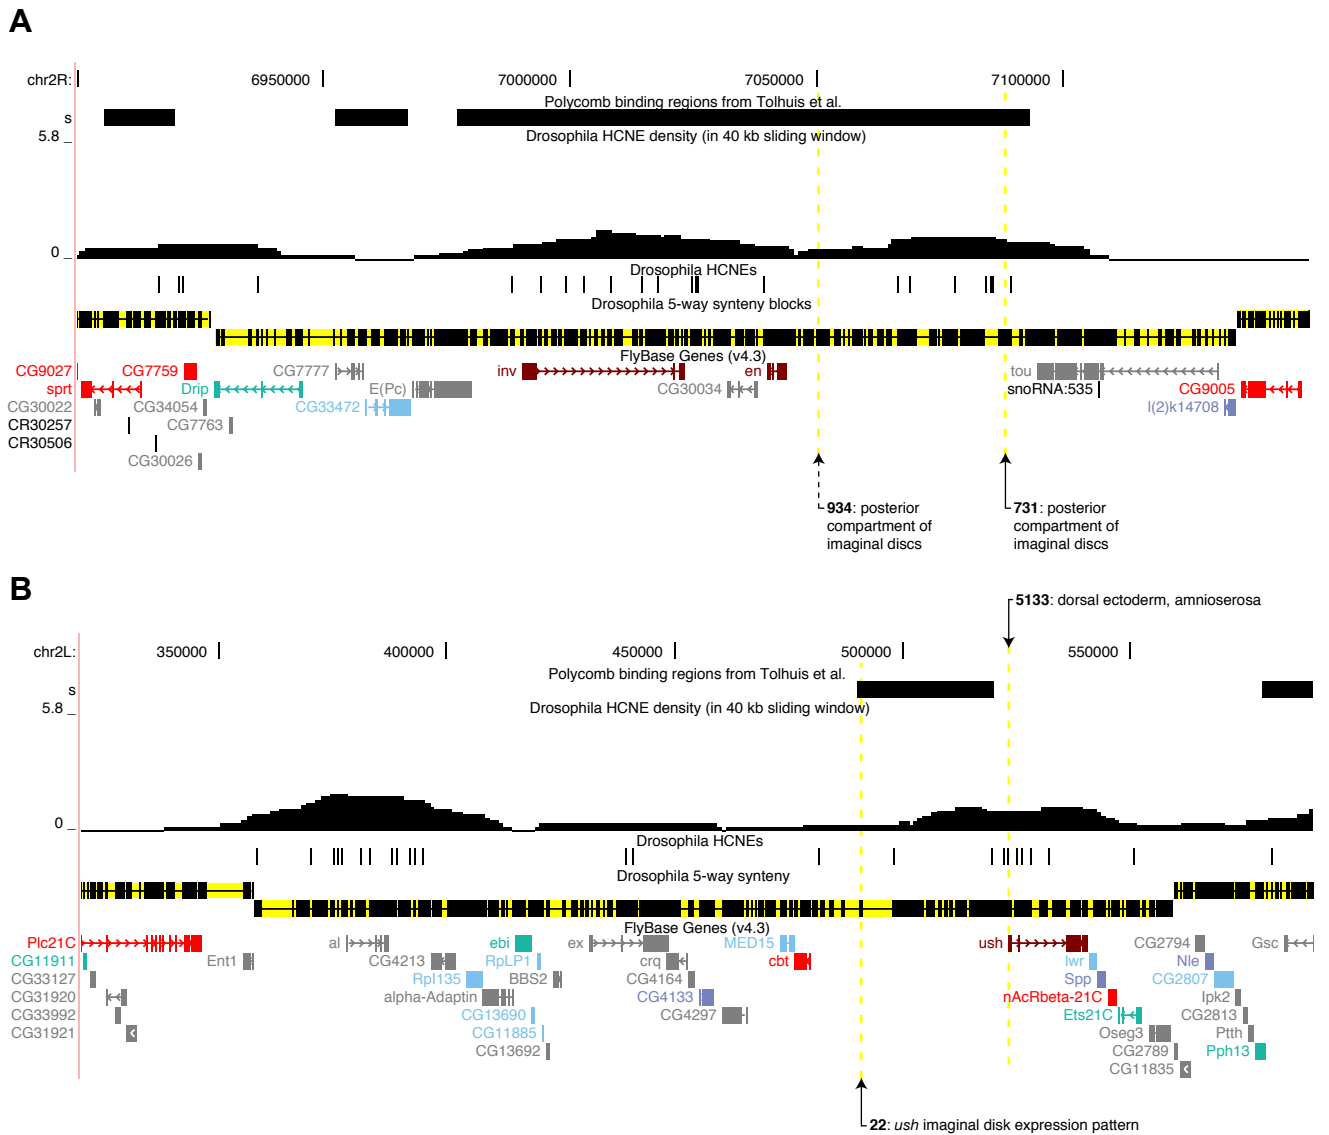 A
chr2R: 6950000 7000000 7050000 7100000
Polycomb binding regions from Tolhuis et al.
s
5.8
Drosophila HCNE density (in 40 kb sliding window)
0
Drosophila HCNEs
Drosophila 5-way synteny blocks
FlyBase Genes (v4.3)
CG9027 CG7759 CG7777 inv en tou
sprt Drip E(Pc) CG30034 snoRNA:535 CG9005
CG30022 CG34054 CG33472 l(2)k14708
CR30257 CG7763
CR30506
CG30026
934: posterior
compartment of
imaginal discs
731: posterior
compartment of
imaginal discs
B
5133: dorsal ectoderm, amnioserosa
chr2L: 350000 400000 450000 500000 550000
Polycomb binding regions from Tolhuis et al.
s
5.8
Drosophila HCNE density (in 40 kb sliding window)
0
Drosophila HCNEs
Drosophila 5-way synteny
FlyBase Genes (v4.3)
Plc21C al ebi ex MED15 ush CG2794 Gsc
CG11911 Ent1 CG4213 RpLP1 crq cbt lwr Nle
CG33127 RpI135 BBS2 CG4164 Spp CG2807
CG31920 alpha-Adaptin CG4133 nAcRbeta-21C Ipk2
CG33992 CG13690 CG4297 Ets21C CG2813
CG31921 CG11885 Oseg3 Ptth
CG13692 CG2789 Pph13
CG11835
22: ush imaginal disk expression pattern